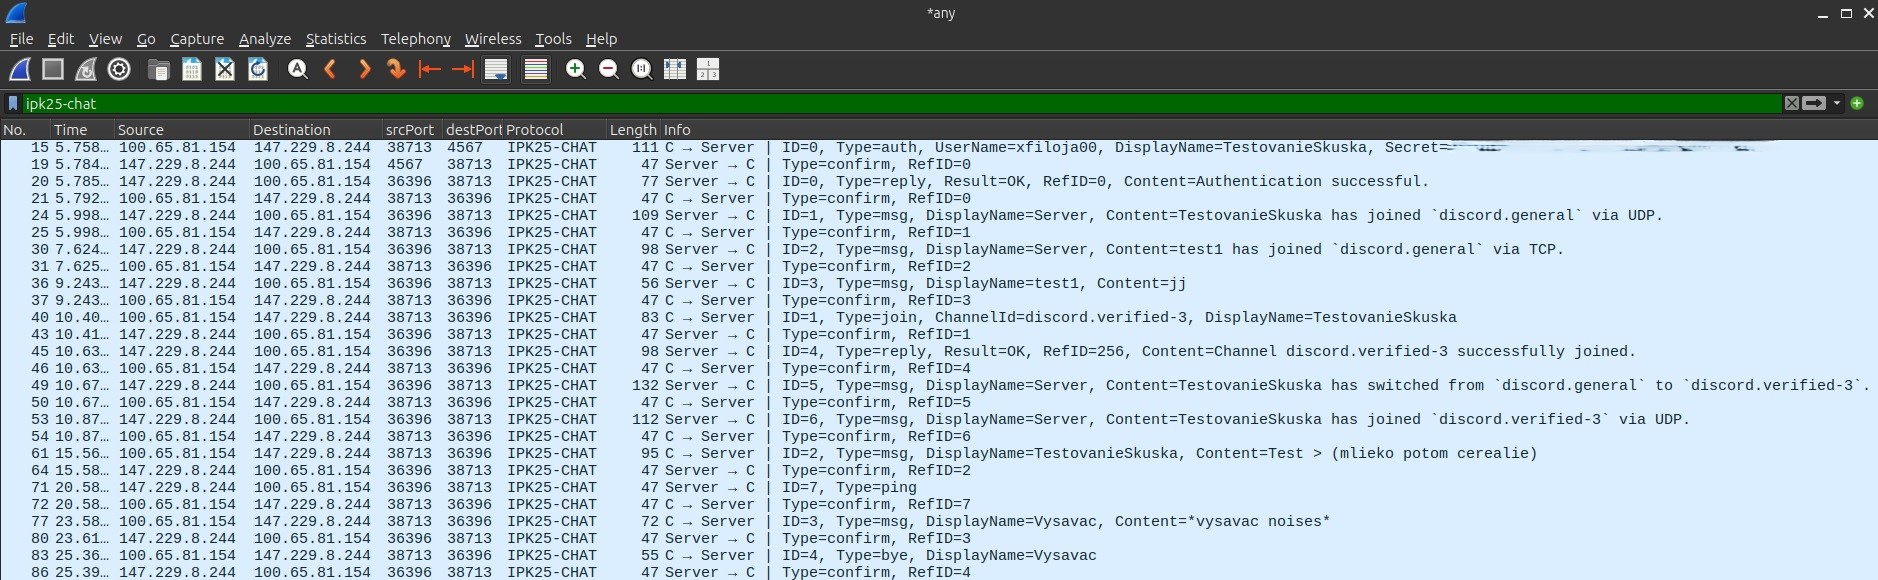 *any
File Edit View Go Capture Analyze Statistics Telephony Wireless Tools Help
ipk25-chat
No. Time Source Destination srcPort destPort Protocol Length Info
15 5.758… 100.65.81.154 147.229.8.244 38713 4567 IPK25-CHAT 111 C → Server | ID=0, Type=auth, UserName=xfiloja00, DisplayName=TestovanieSkuska, Secret=
19 5.784… 147.229.8.244 100.65.81.154 4567 38713 IPK25-CHAT 47 Server → C | Type=confirm, RefID=0
20 5.785… 147.229.8.244 100.65.81.154 36396 38713 IPK25-CHAT 77 Server → C | ID=0, Type=reply, Result=OK, RefID=0, Content=Authentication successful.
21 5.792… 100.65.81.154 147.229.8.244 38713 36396 IPK25-CHAT 47 C → Server | Type=confirm, RefID=0
24 5.998… 147.229.8.244 100.65.81.154 36396 38713 IPK25-CHAT 109 Server → C | ID=1, Type=msg, DisplayName=Server, Content=TestovanieSkuska has joined `discord.general` via UDP.
25 5.998… 100.65.81.154 147.229.8.244 38713 36396 IPK25-CHAT 47 C → Server | Type=confirm, RefID=1
30 7.624… 147.229.8.244 100.65.81.154 36396 38713 IPK25-CHAT 98 Server → C | ID=2, Type=msg, DisplayName=Server, Content=test1 has joined `discord.general` via TCP.
31 7.625… 100.65.81.154 147.229.8.244 38713 36396 IPK25-CHAT 47 C → Server | Type=confirm, RefID=2
36 9.243… 147.229.8.244 100.65.81.154 36396 38713 IPK25-CHAT 56 Server → C | ID=3, Type=msg, DisplayName=test1, Content=jj
37 9.243… 100.65.81.154 147.229.8.244 38713 36396 IPK25-CHAT 47 C → Server | Type=confirm, RefID=3
40 10.40… 100.65.81.154 147.229.8.244 38713 36396 IPK25-CHAT 83 C → Server | ID=1, Type=join, ChannelId=discord.verified-3, DisplayName=TestovanieSkuska
43 10.41… 147.229.8.244 100.65.81.154 36396 38713 IPK25-CHAT 47 Server → C | Type=confirm, RefID=1
45 10.63… 147.229.8.244 100.65.81.154 36396 38713 IPK25-CHAT 98 Server → C | ID=4, Type=reply, Result=OK, RefID=256, Content=Channel discord.verified-3 successfully joined.
46 10.63… 100.65.81.154 147.229.8.244 38713 36396 IPK25-CHAT 47 C → Server | Type=confirm, RefID=4
49 10.67… 147.229.8.244 100.65.81.154 36396 38713 IPK25-CHAT 132 Server → C | ID=5, Type=msg, DisplayName=Server, Content=TestovanieSkuska has switched from `discord.general` to `discord.verified-3`.
50 10.67… 100.65.81.154 147.229.8.244 38713 36396 IPK25-CHAT 47 C → Server | Type=confirm, RefID=5
53 10.87… 147.229.8.244 100.65.81.154 36396 38713 IPK25-CHAT 112 Server → C | ID=6, Type=msg, DisplayName=Server, Content=TestovanieSkuska has joined `discord.verified-3` via UDP.
54 10.87… 100.65.81.154 147.229.8.244 38713 36396 IPK25-CHAT 47 C → Server | Type=confirm, RefID=6
61 15.56… 100.65.81.154 147.229.8.244 38713 36396 IPK25-CHAT 95 C → Server | ID=2, Type=msg, DisplayName=TestovanieSkuska, Content=Test > (mlieko potom cerealie)
64 15.58… 147.229.8.244 100.65.81.154 36396 38713 IPK25-CHAT 47 Server → C | Type=confirm, RefID=2
71 20.58… 147.229.8.244 100.65.81.154 36396 38713 IPK25-CHAT 47 Server → C | ID=7, Type=ping
72 20.58… 100.65.81.154 147.229.8.244 38713 36396 IPK25-CHAT 47 C → Server | Type=confirm, RefID=7
77 23.58… 100.65.81.154 147.229.8.244 38713 36396 IPK25-CHAT 72 C → Server | ID=3, Type=msg, DisplayName=Vysavac, Content=*vysavac noises*
80 23.61… 147.229.8.244 100.65.81.154 36396 38713 IPK25-CHAT 47 Server → C | Type=confirm, RefID=3
83 25.36… 100.65.81.154 147.229.8.244 38713 36396 IPK25-CHAT 55 C → Server | ID=4, Type=bye, DisplayName=Vysavac
86 25.39… 147.229.8.244 100.65.81.154 36396 38713 IPK25-CHAT 47 Server → C | Type=confirm, RefID=4